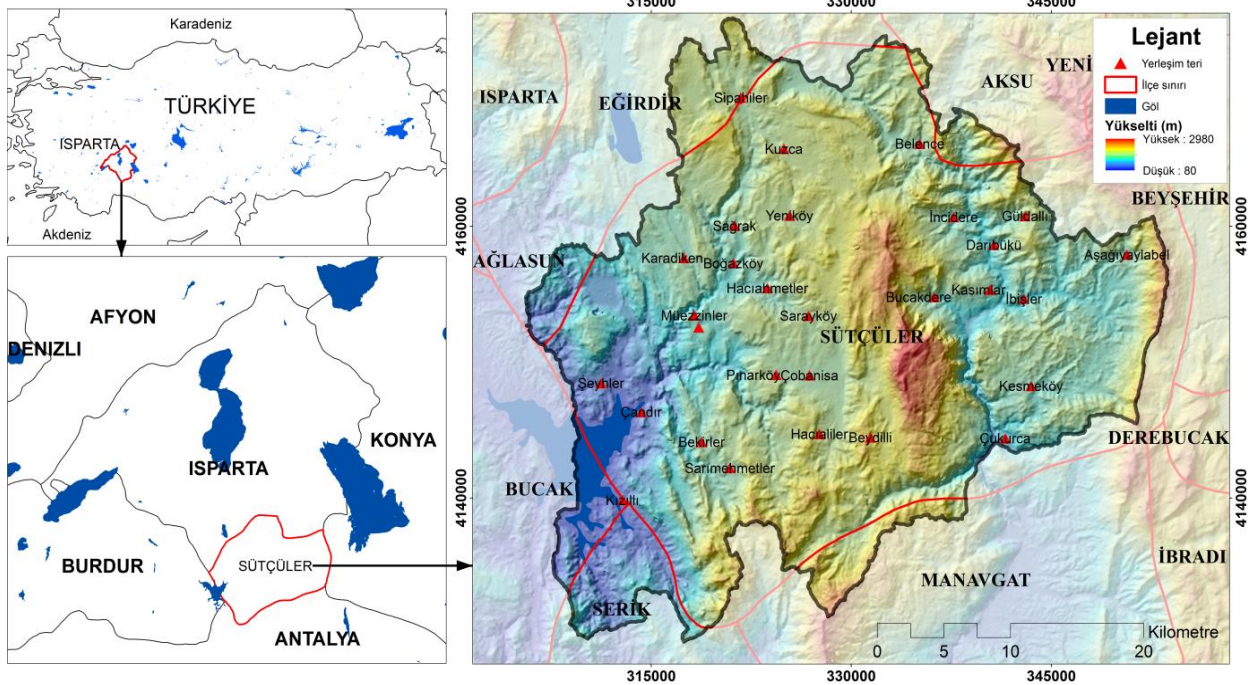 Karadeniz
TÜRKİYE
ISPARTA
Akdeniz
AFYON
DENIZLI
KONYA
ISPARTA
BURDUR
SÜTÇÜLER
ANTALYA
315000
330000
345000
Lejant
Yerleşim teri
İlçe sınırı
Göl
Yükselti (m)
Yüksek : 2980
Düşük : 80
YENİ
AKSU
ISPARTA
EĞİRDİR
Sipahiler
Kuzca
Belence
BEYŞEHİR
Yeniköy
İncidere
Güldallı
4160000
4160000
Sağrak
Darıbükü
Karadiken
Boğazköy
Aşağıyaylabel
AĞLASUN
Hacıahmetler
Bucakdere
Kasımlar
İbişler
Müezzinler
Sarayköy
SÜTÇÜLER
Şeyhler
Pınarköy
Çobanisa
Kesmeköy
Çandır
Bekirler
Hacıaliler
Beydilli
Çukurca
DEREBUCAK
Sarımehmetler
BUCAK
Kızıllı
4140000
4140000
İBRADI
MANAVGAT
SERİK
Kilometre
0 5 10 20
315000
330000
345000